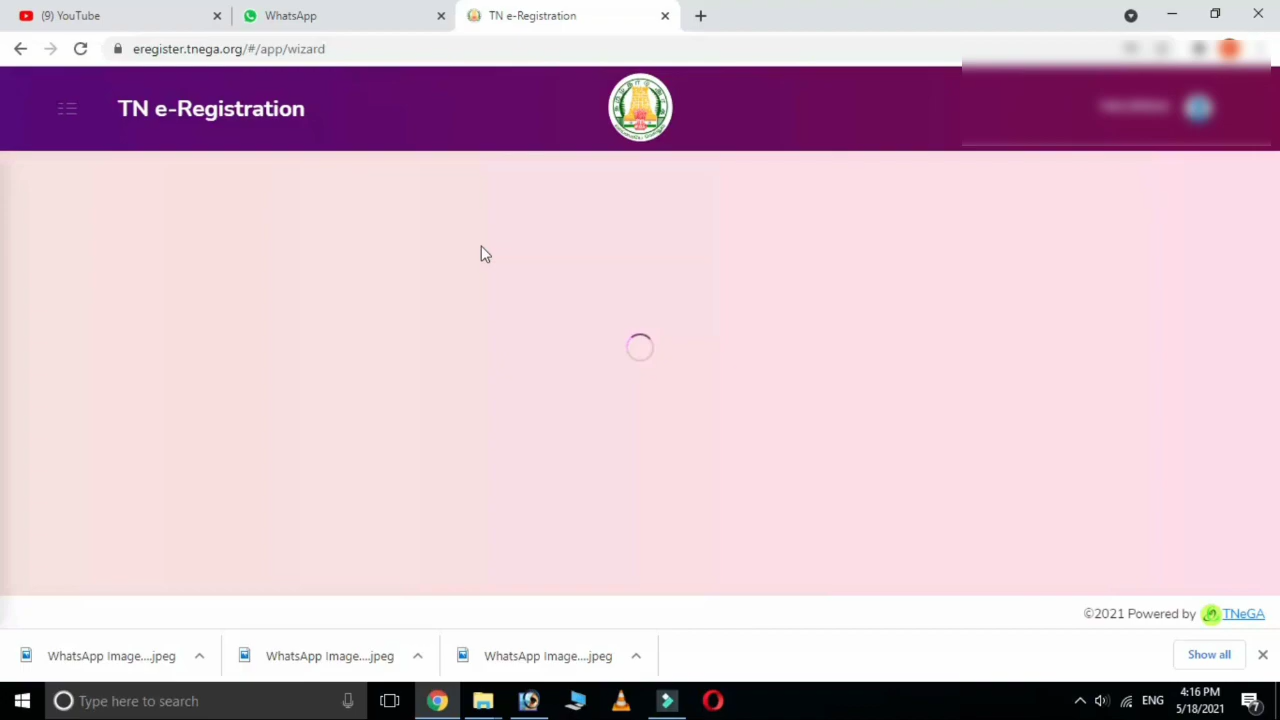 (9) YouTube
WhatsApp
TN e-Registration
eregister.tnega.org/#/app/wizard
TN e-Registration
©2021 Powered by TNeGA
WhatsApp Image....jpeg
WhatsApp Image....jpeg
WhatsApp Image....jpeg
Show all
Type here to search
ENG
4:16 PM
5/18/2021
7